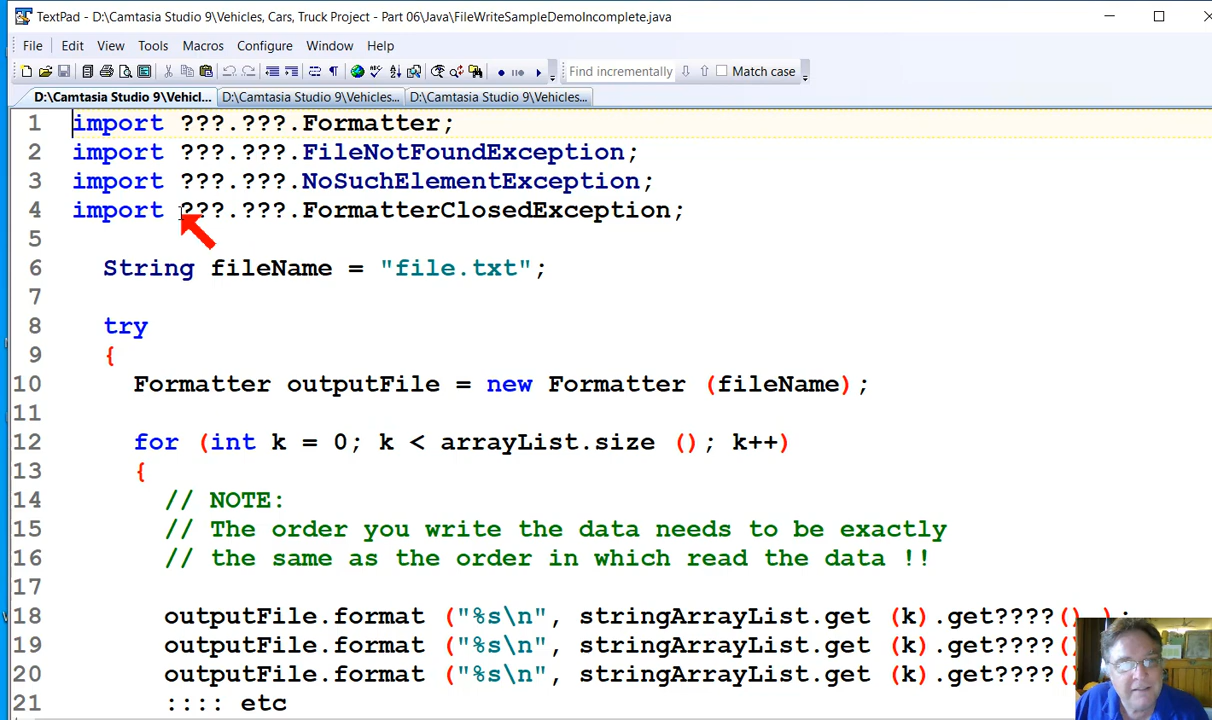 TextPad - D:\Camtasia Studio 9\Vehicles, Cars, Truck Project - Part 06\Java\FileWriteSampleDemoIncomplete.java
File Edit View Tools Macros Configure Window Help
Find incrementally Match case
D:\Camtasia Studio 9\Vehicl... D:\Camtasia Studio 9\Vehicles... D:\Camtasia Studio 9\Vehicles...
1 import ???.???.Formatter;
2 import ???.???.FileNotFoundException;
3 import ???.???.NoSuchElementException;
4 import ???.???.FormatterClosedException;
5
6 String fileName = "file.txt";
7
8 try
9 {
10 Formatter outputFile = new Formatter (fileName);
11
12 for (int k = 0; k < arrayList.size (); k++)
13 {
14 // NOTE:
15 // The order you write the data needs to be exactly
16 // the same as the order in which read the data !!
17
18 outputFile.format ("%s\n", stringArrayList.get (k).get????() );
19 outputFile.format ("%s\n", stringArrayList.get (k).get????()
20 outputFile.format ("%s\n", stringArrayList.get (k).get????()
21 :::: etc